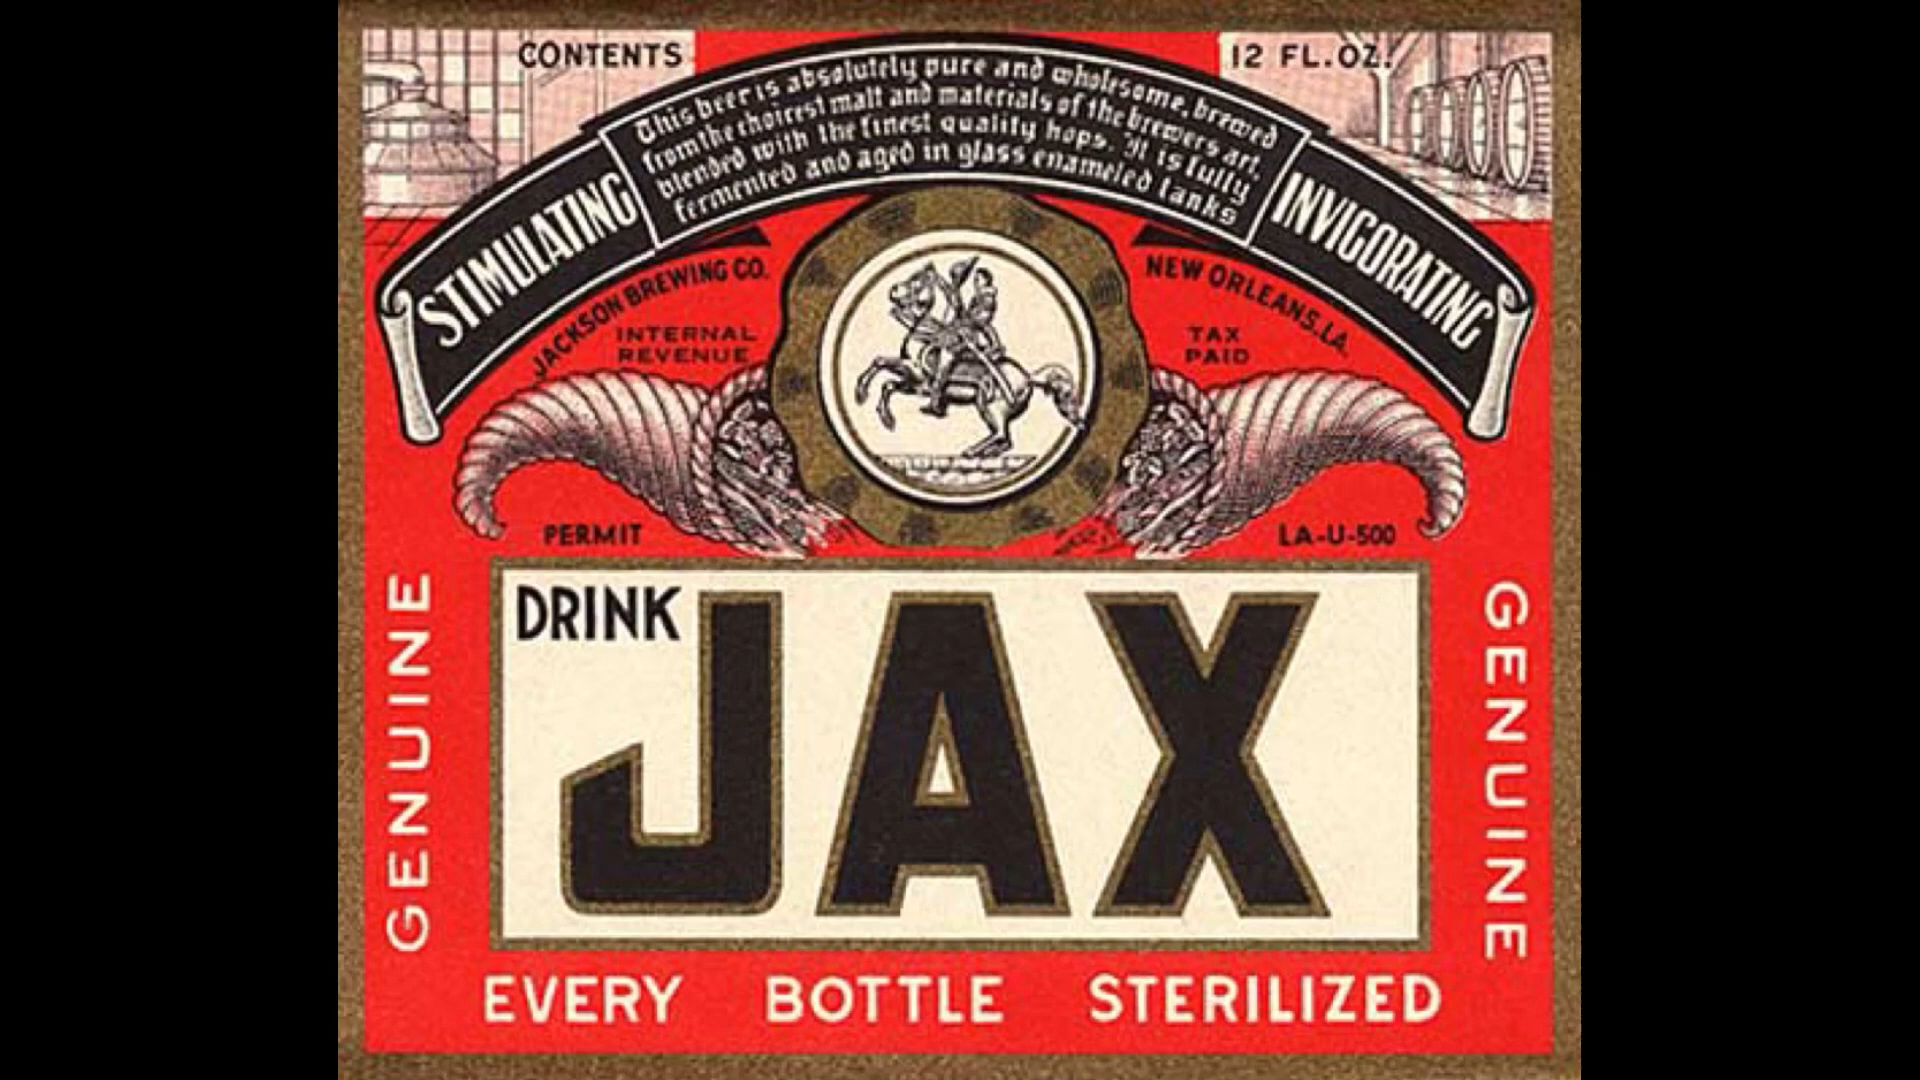 CONTENTS
12 FL.OZ.
This beer is absolutely pure and wholesome, brewed
from the choicest malt and materials of the brewers art,
blended with the finest quality hops. It is fully
fermented and aged in glass enameled tanks
STIMULATING
INVIGORATING
JACKSON BREWING CO.
NEW ORLEANS, LA.
INTERNAL
REVENUE
TAX
PAID
PERMIT
LA-U-500
GENUINE
DRINK
JAX
GENUINE
EVERY BOTTLE STERILIZED